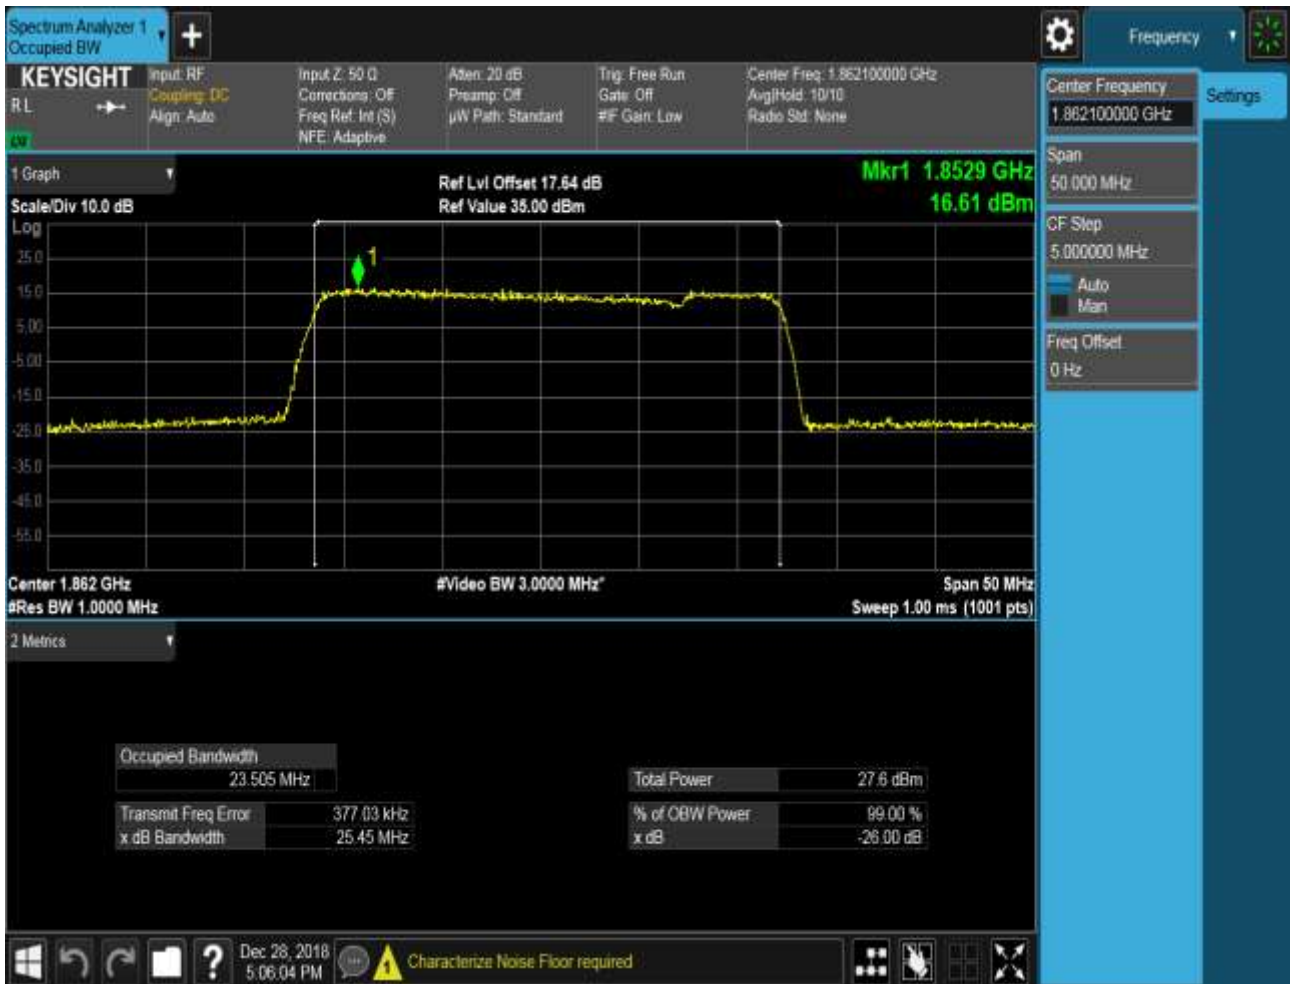 Spectrum Analyzer 1
Occupied BW
Frequency
KEYSIGHT
RL
Input: RF
Coupling: DC
Align: Auto
Input Z: 50 Ω
Corrections: Off
Freq Ref: Int (S)
NFE: Adaptive
Atten: 20 dB
Preamp: Off
µW Path: Standard
Trig: Free Run
Gate: Off
#IF Gain: Low
Center Freq: 1.862100000 GHz
Avg|Hold: 10/10
Radio Std: None
Center Frequency
1.862100000 GHz
Settings
Span
50.000 MHz
CF Step
5.000000 MHz
Auto
Man
Freq Offset
0 Hz
1 Graph
Scale/Div 10.0 dB
Ref Lvl Offset 17.64 dB
Ref Value 35.00 dBm
Mkr1 1.8529 GHz
16.61 dBm
Log
1
25.0
15.0
5.00
-5.00
-15.0
-25.0
-35.0
-45.0
-55.0
Center 1.862 GHz
#Video BW 3.0000 MHz*
Span 50 MHz
#Res BW 1.0000 MHz
Sweep 1.00 ms (1001 pts)
2 Metrics
Occupied Bandwidth
23.505 MHz
Total Power 27.6 dBm
Transmit Freq Error 377.03 kHz
% of OBW Power 99.00 %
x dB Bandwidth 25.45 MHz
x dB -26.00 dB
?
Dec 28, 2018
5:06:04 PM
1
Characterize Noise Floor required